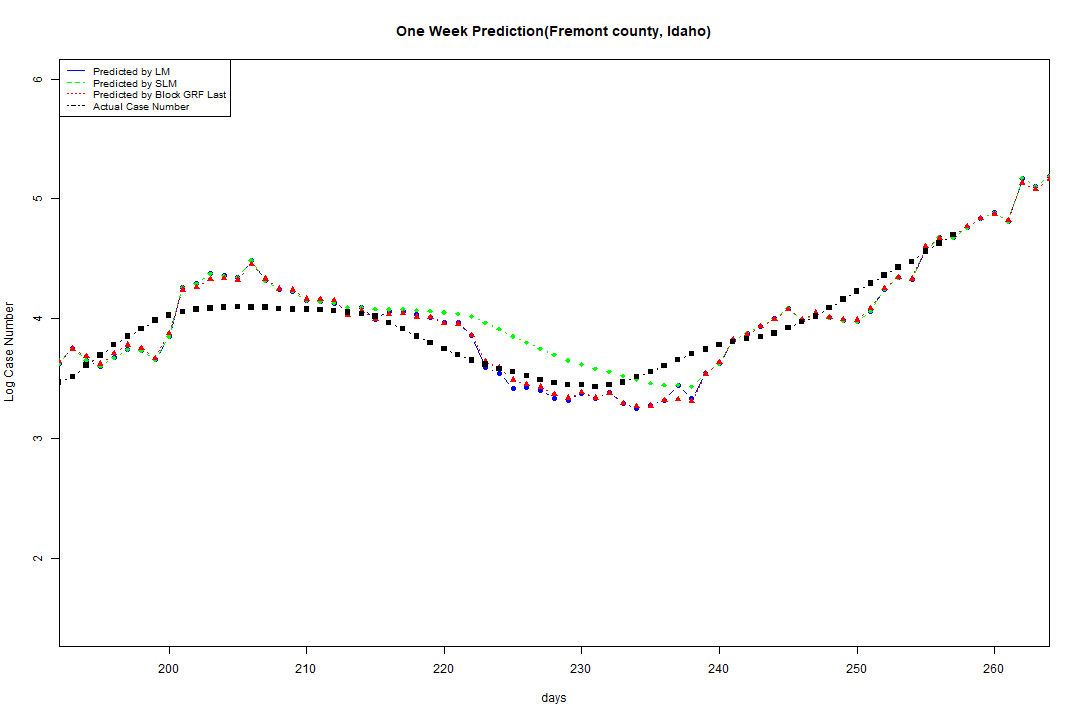 One Week Prediction(Fremont county, Idaho)
Predicted by LM
Predicted by SLM
Predicted by Block GRF Last
Actual Case Number
Log Case Number
6
5
4
3
2
200 210 220 230 240 250 260
days